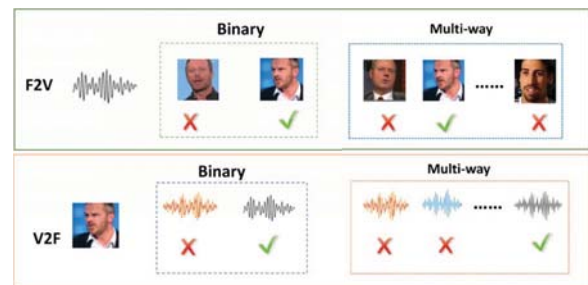 Binary
Multi-way
F2V
......
Binary
Multi-way
V2F
......